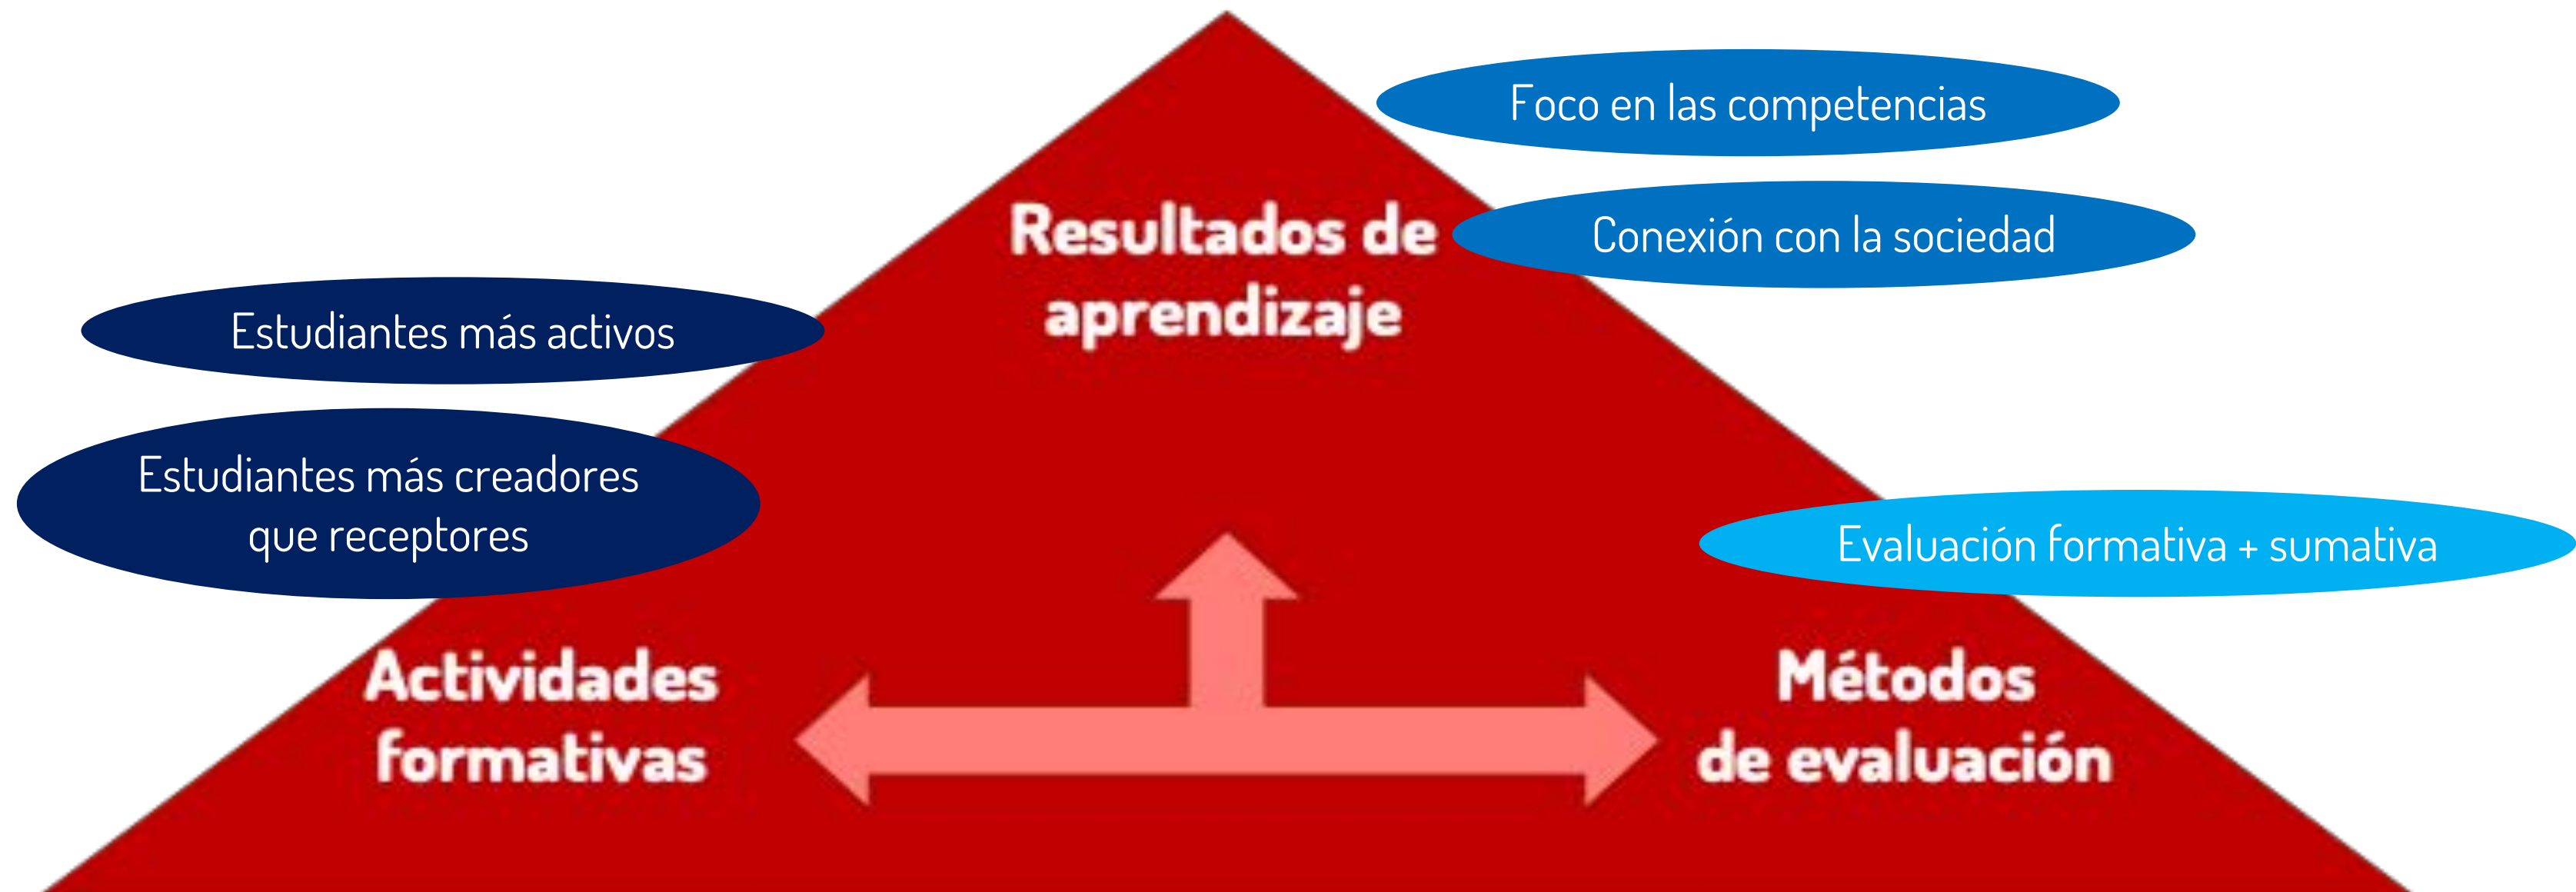 Foco en las competencias
Conexión con la sociedad
Resultados de
aprendizaje
Estudiantes más activos
Estudiantes más creadores
que receptores
Evaluación formativa + sumativa
Actividades
formativas
Métodos
de evaluación